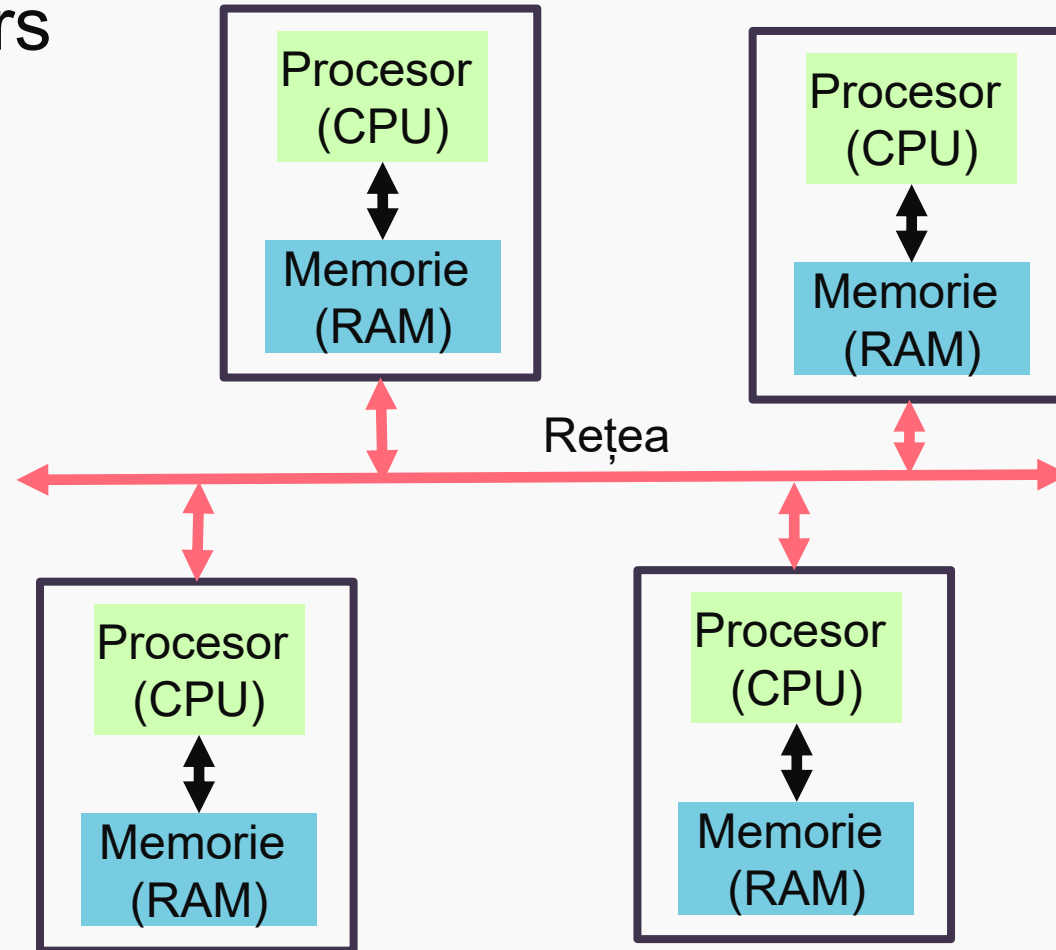 rs
Procesor
(CPU)
Memorie
(RAM)
Procesor
(CPU)
Memorie
(RAM)
Rețea
Procesor
(CPU)
Memorie
(RAM)
Procesor
(CPU)
Memorie
(RAM)